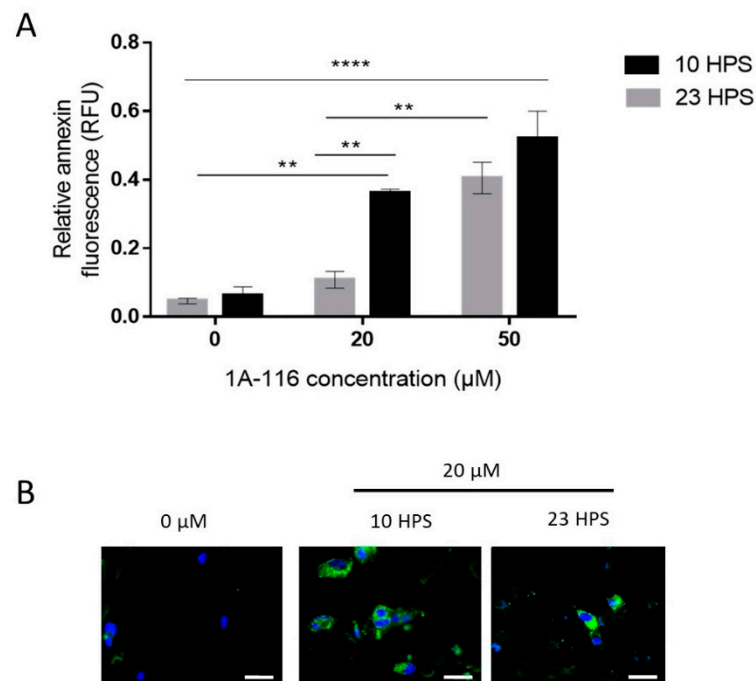 A
0.8
0.6
0.4
0.2
0.0
Relative annexin
fluorescence (RFU)
****
**
**
**
0
20
50
1A-116 concentration (µM)
10 HPS
23 HPS
B
20 µM
0 µM
10 HPS
23 HPS